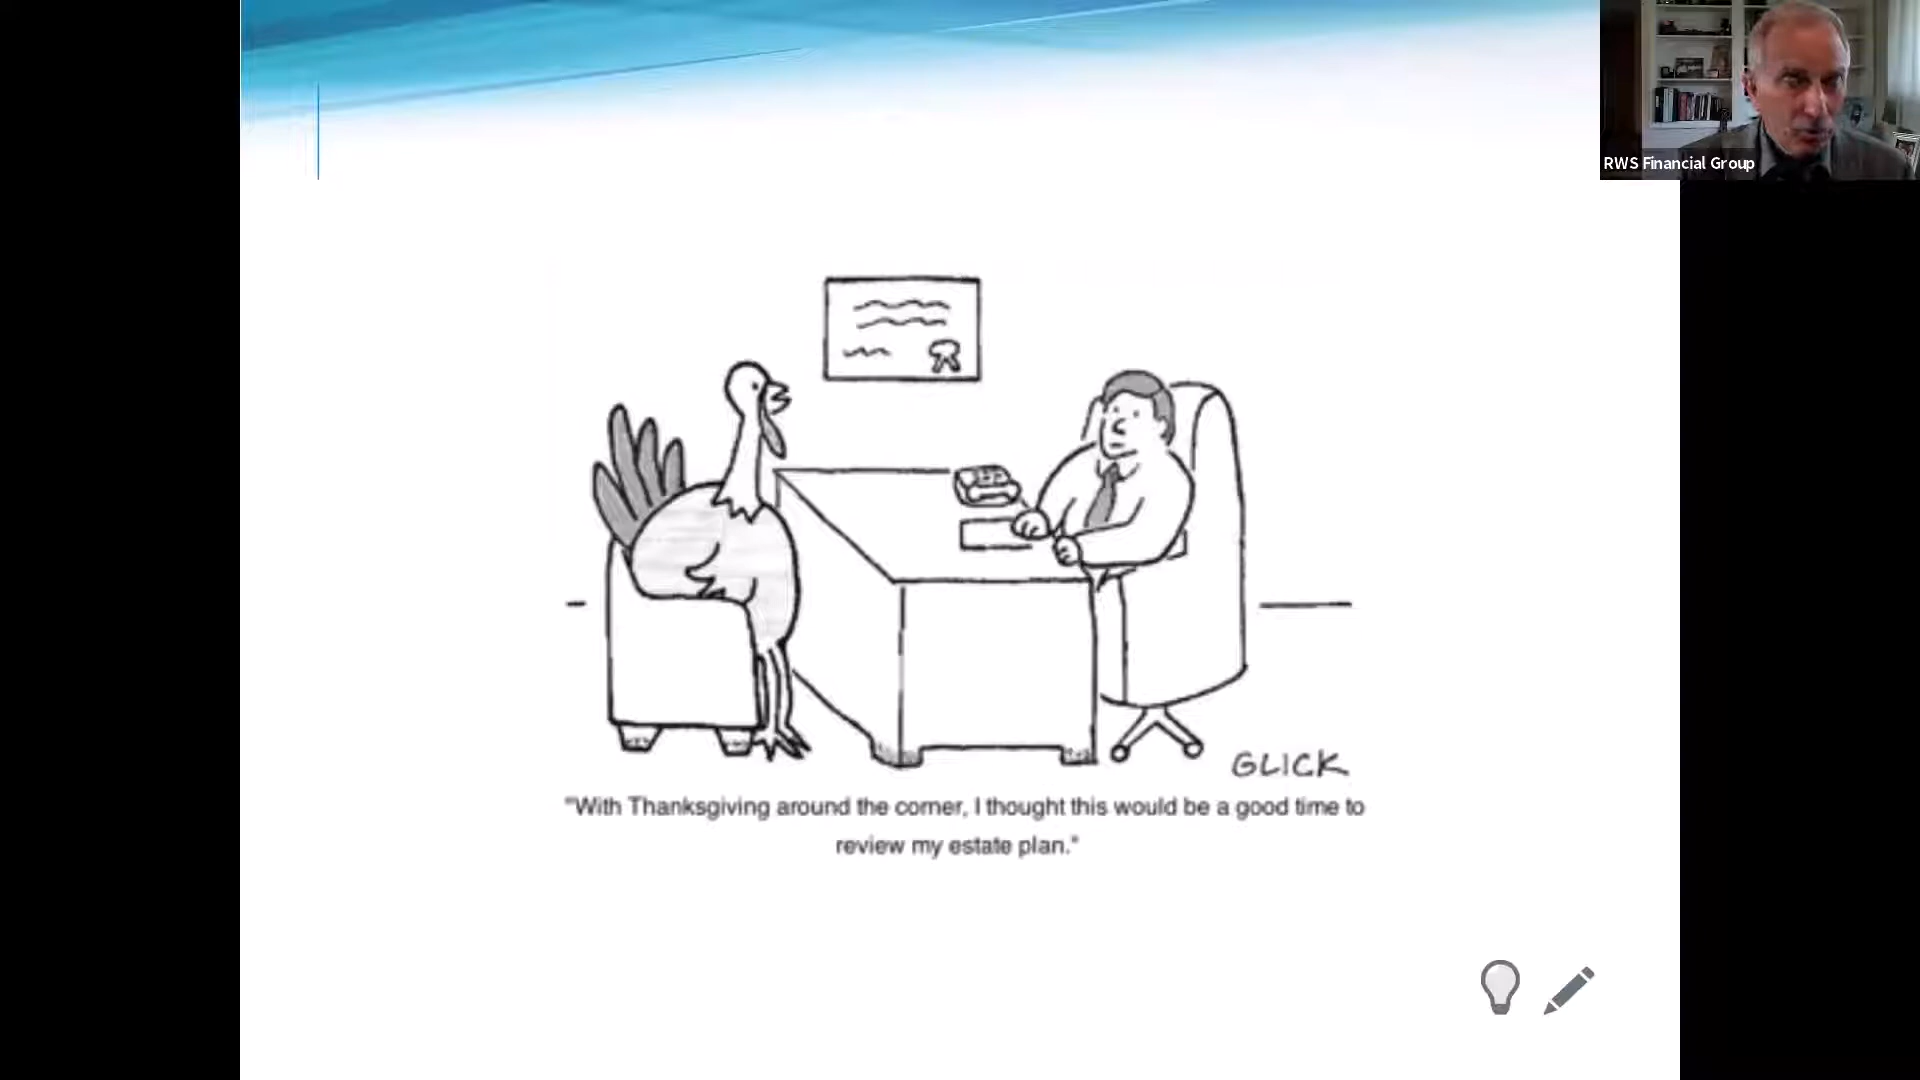 RWS Financial Group
GLICK
"With Thanksgiving around the corner, I thought this would be a good time to
review my estate plan."